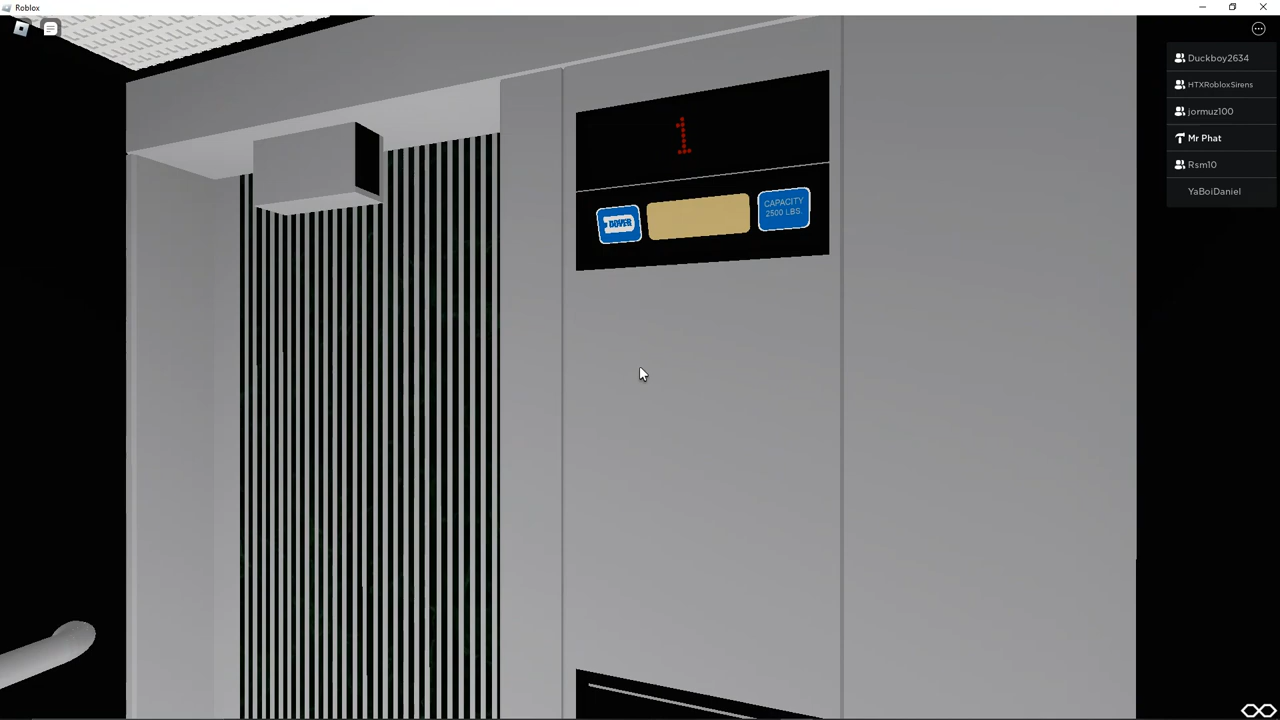 Roblox
Duckboy2634
HTXRobloxSirens
jormuz100
Mr Phat
Rsm10
YaBoiDaniel
1
DOVER
CAPACITY
2500 LBS.